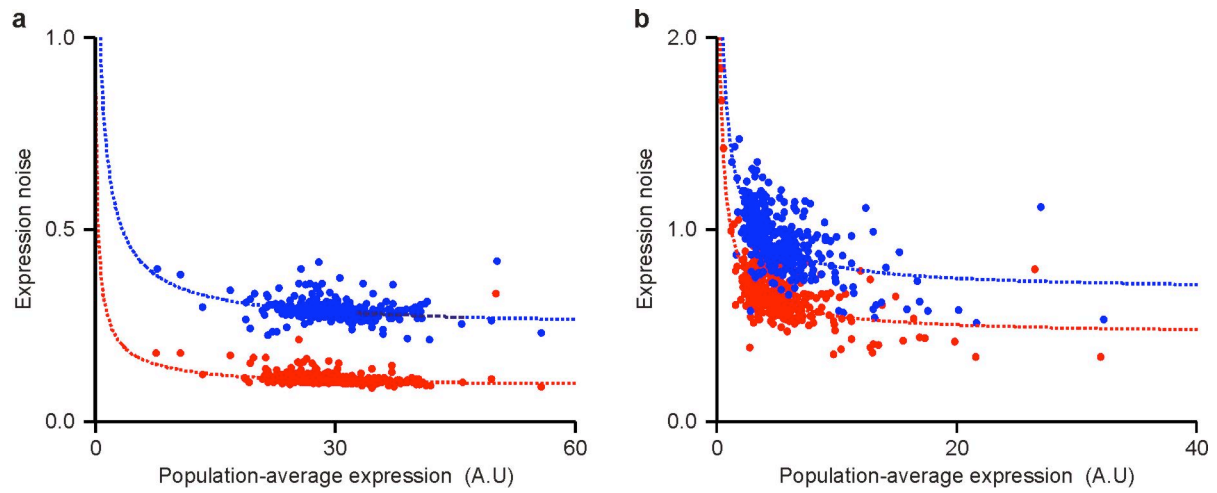 a
1.0
0.5
0.0
Expression noise
0
30
60
Population-average expression (A.U)
b
2.0
1.0
0.0
Expression noise
0
20
40
Population-average expression (A.U)